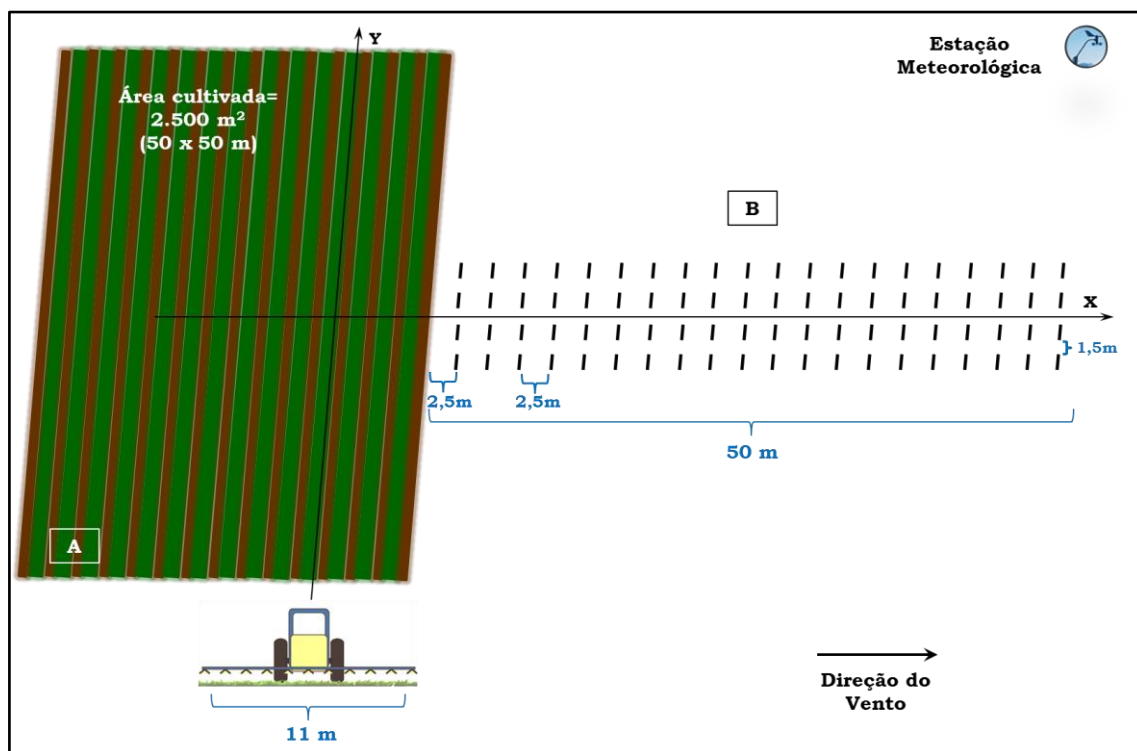 Y
Estação
Meteorológica
Área cultivada=
2.500 m²
(50 x 50 m)
B
X
1,5m
2,5m
2,5m
50 m
A
11 m
Direção do
Vento